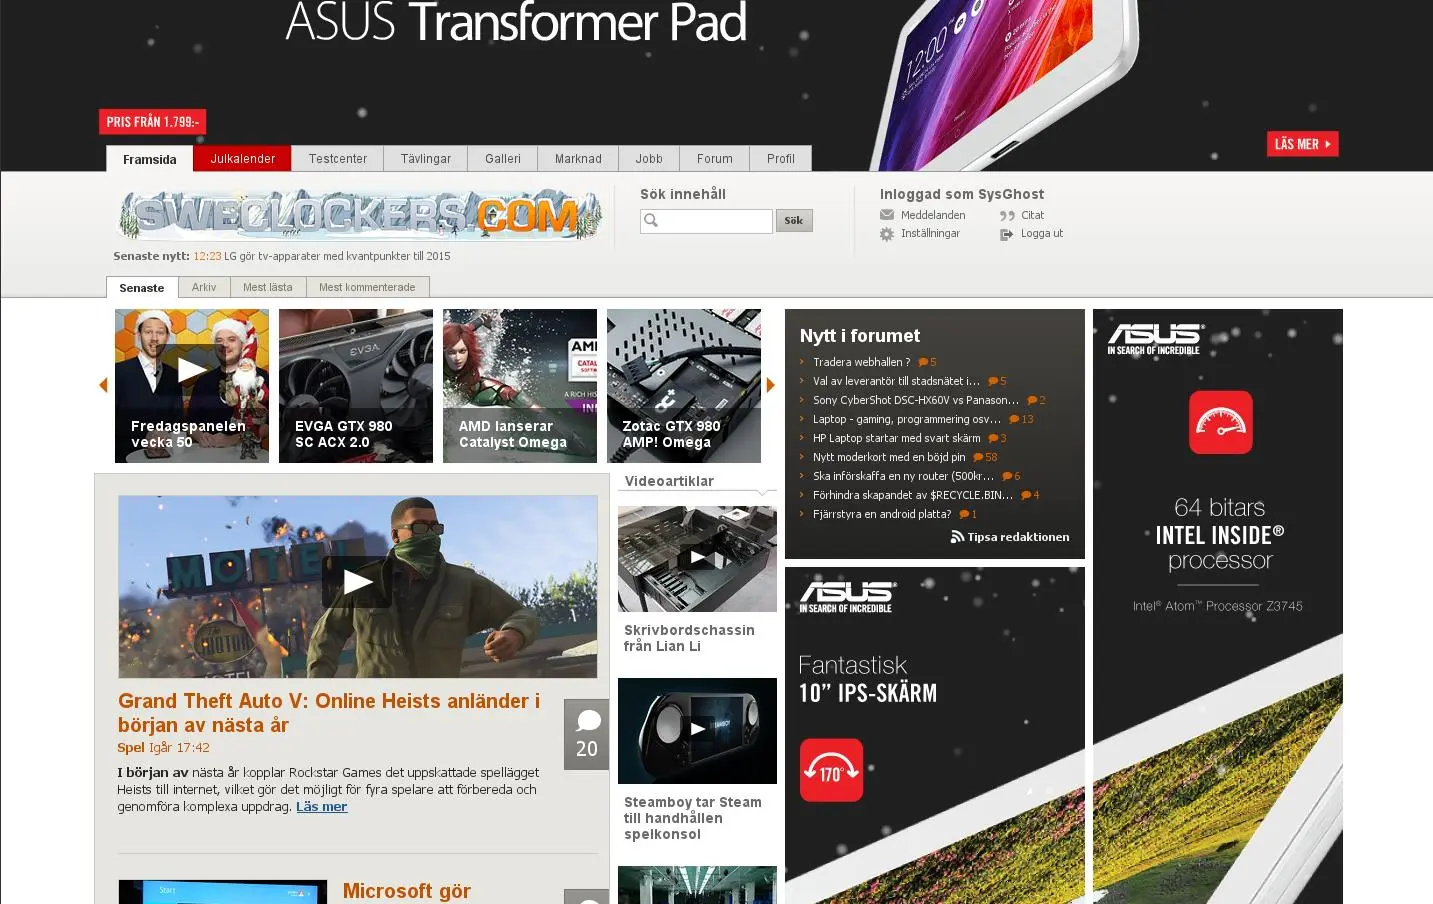 ASUS Transformer Pad
PRIS FRÅN 1.799:-
LÄS MER
Framsida
Julkalender
Testcenter
Tävlingar
Galleri
Marknad
Jobb
Forum
Profil
SWECLOCKERS.COM
Senaste nytt: 12:23 LG gör tv-apparater med kvantpunkter till 2015
Sök innehåll
Sök
Inloggad som SysGhost
Meddelanden
Citat
Inställningar
Logga ut
Senaste
Arkiv
Mest lästa
Mest kommenterade
Fredagspanelen
vecka 50
EVGA
EVGA GTX 980
SC ACX 2.0
AMD
CATAL
A RICH HIS
AMD lanserar
Catalyst Omega
Zotac GTX 980
AMP! Omega
MOTEL
MOTOR
Grand Theft Auto V: Online Heists anländer i
början av nästa år
Spel Igår 17:42
20
I början av nästa år kopplar Rockstar Games det uppskattade spellägget
Heists till internet, vilket gör det möjligt för fyra spelare att förbereda och
genomföra komplexa uppdrag. Läs mer
Start
Microsoft gör
Videoartiklar
Skrivbordschassin
från Lian Li
Steamboy tar Steam
till handhållen
spelkonsol
Nytt i forumet
Tradera webhallen ? 5
Val av leverantör till stadsnätet i... 5
Sony CyberShot DSC-HX60V vs Panason... 2
Laptop - gaming, programmering osv... 13
HP Laptop startar med svart skärm 3
Nytt moderkort med en böjd pin 58
Ska införskaffa en ny router (500kr... 6
Förhindra skapandet av $RECYCLE.BIN... 4
Fjärrstyra en android platta? 1
Tipsa redaktionen
ASUS
IN SEARCH OF INCREDIBLE
Fantastisk
10” IPS-SKÄRM
170°
ASUS
IN SEARCH OF INCREDIBLE
64 bitars
INTEL INSIDE®
processor
Intel® Atom™ Processor Z3745